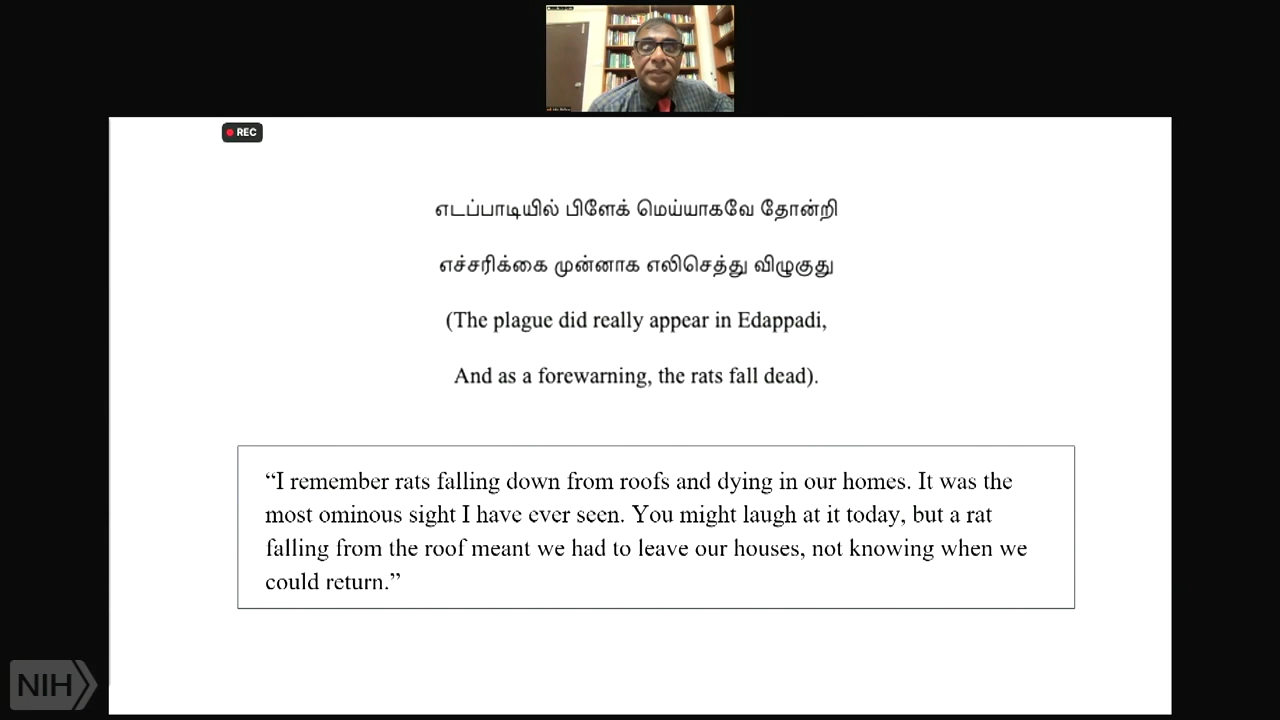 REC
எடப்பாடியில் பிளேக் மெய்யாகவே தோன்றி
எச்சரிக்கை முன்னாக எலிசெத்து விழுகுது
(The plague did really appear in Edappadi,
And as a forewarning, the rats fall dead).
“I remember rats falling down from roofs and dying in our homes. It was the
most ominous sight I have ever seen. You might laugh at it today, but a rat
falling from the roof meant we had to leave our houses, not knowing when we
could return.”
NIH